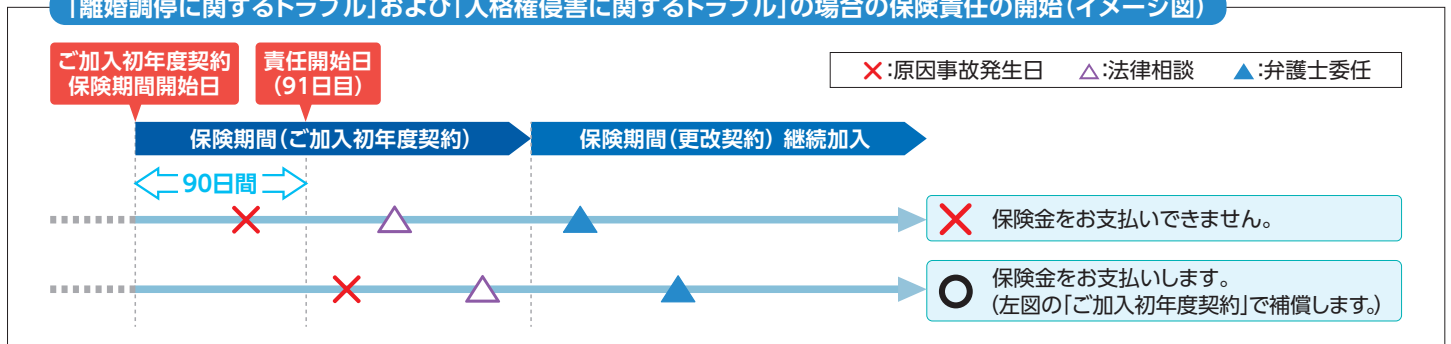 「離婚調停に関するトラブル」および「人格権侵害に関するトラブル」の場合の保険責任の開始(イメージ図)
ご加入初年度契約
保険期間開始日
責任開始日
(91日目)
×:原因事故発生日 △:法律相談 ▲:弁護士委任
保険期間(ご加入初年度契約)
保険期間(更改契約) 継続加入
90日間
保険金をお支払いできません。
保険金をお支払いします。
(左図の「ご加入初年度契約」で補償します。)